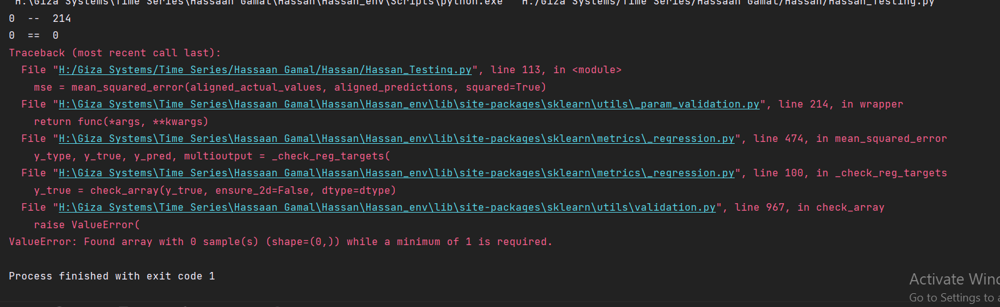 H:\Giza Systems\Time Series\Hassaan Gamal\Hassan\Hassan_env\Scripts\python.exe" "H:/Giza Systems/Time Series/Hassaan Gamal/Hassan/Hassan_Testing.py"
0  --  214
0  ==  0
Traceback (most recent call last):
  File "H:/Giza Systems/Time Series/Hassaan Gamal/Hassan/Hassan_Testing.py", line 113, in <module>
    mse = mean_squared_error(aligned_actual_values, aligned_predictions, squared=True)
  File "H:\Giza Systems\Time Series\Hassaan Gamal\Hassan\Hassan_env\lib\site-packages\sklearn\utils\_param_validation.py", line 214, in wrapper
    return func(*args, **kwargs)
  File "H:\Giza Systems\Time Series\Hassaan Gamal\Hassan\Hassan_env\lib\site-packages\sklearn\metrics\_regression.py", line 474, in mean_squared_error
    y_type, y_true, y_pred, multioutput = _check_reg_targets(
  File "H:\Giza Systems\Time Series\Hassaan Gamal\Hassan\Hassan_env\lib\site-packages\sklearn\metrics\_regression.py", line 100, in _check_reg_targets
    y_true = check_array(y_true, ensure_2d=False, dtype=dtype)
  File "H:\Giza Systems\Time Series\Hassaan Gamal\Hassan\Hassan_env\lib\site-packages\sklearn\utils\validation.py", line 967, in check_array
    raise ValueError(
ValueError: Found array with 0 sample(s) (shape=(0,)) while a minimum of 1 is required.
Process finished with exit code 1
Activate Winc
Go to Settings to a